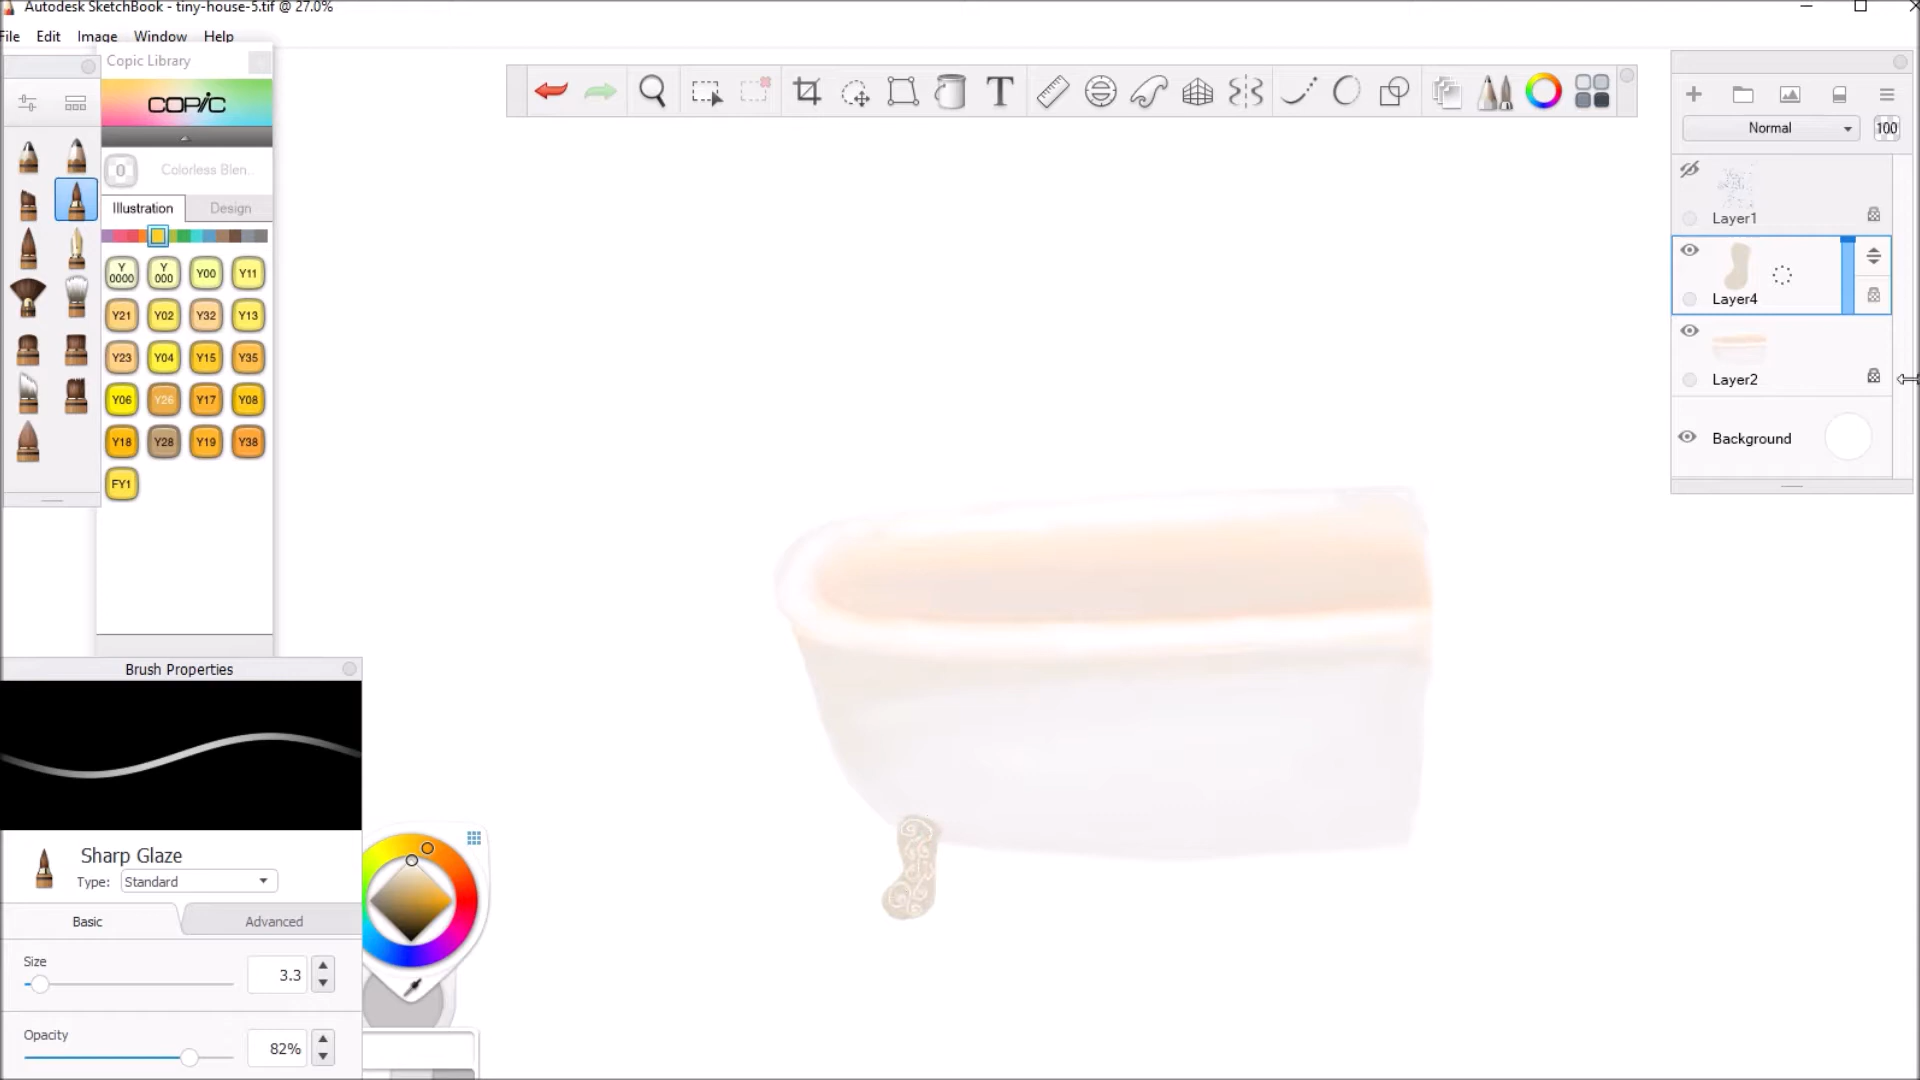 Autodesk SketchBook - tiny-house-5.tif @ 27.0%
File Edit Image Window Help
Copic Library
COPIC
0 Colorless Blen..
Illustration Design
Y0000 Y000 Y00 Y11
Y21 Y02 Y32 Y13
Y23 Y04 Y15 Y35
Y06 Y26 Y17 Y08
Y18 Y28 Y19 Y38
FY1
T
Normal 100
Layer1
Layer4
Layer2
Background
Brush Properties
Sharp Glaze
Type: Standard
Basic Advanced
Size
3.3
Opacity
82%